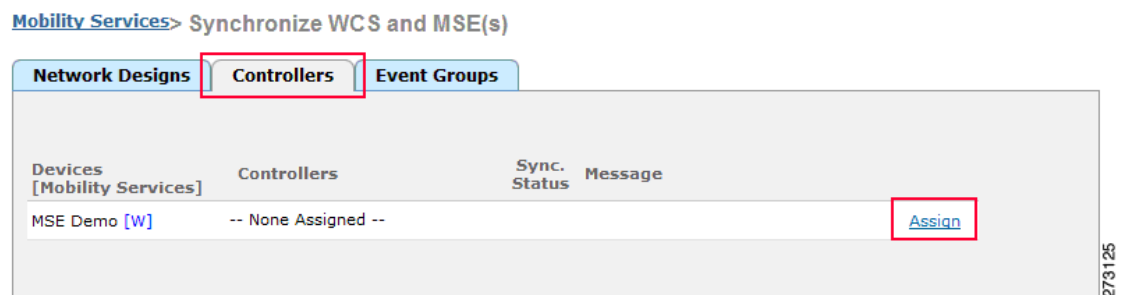 Mobility Services> Synchronize WCS and MSE(s)
Network Designs Controllers Event Groups
Devices [Mobility Services] Controllers Sync. Status Message
MSE Demo [W] -- None Assigned -- Assign
273125